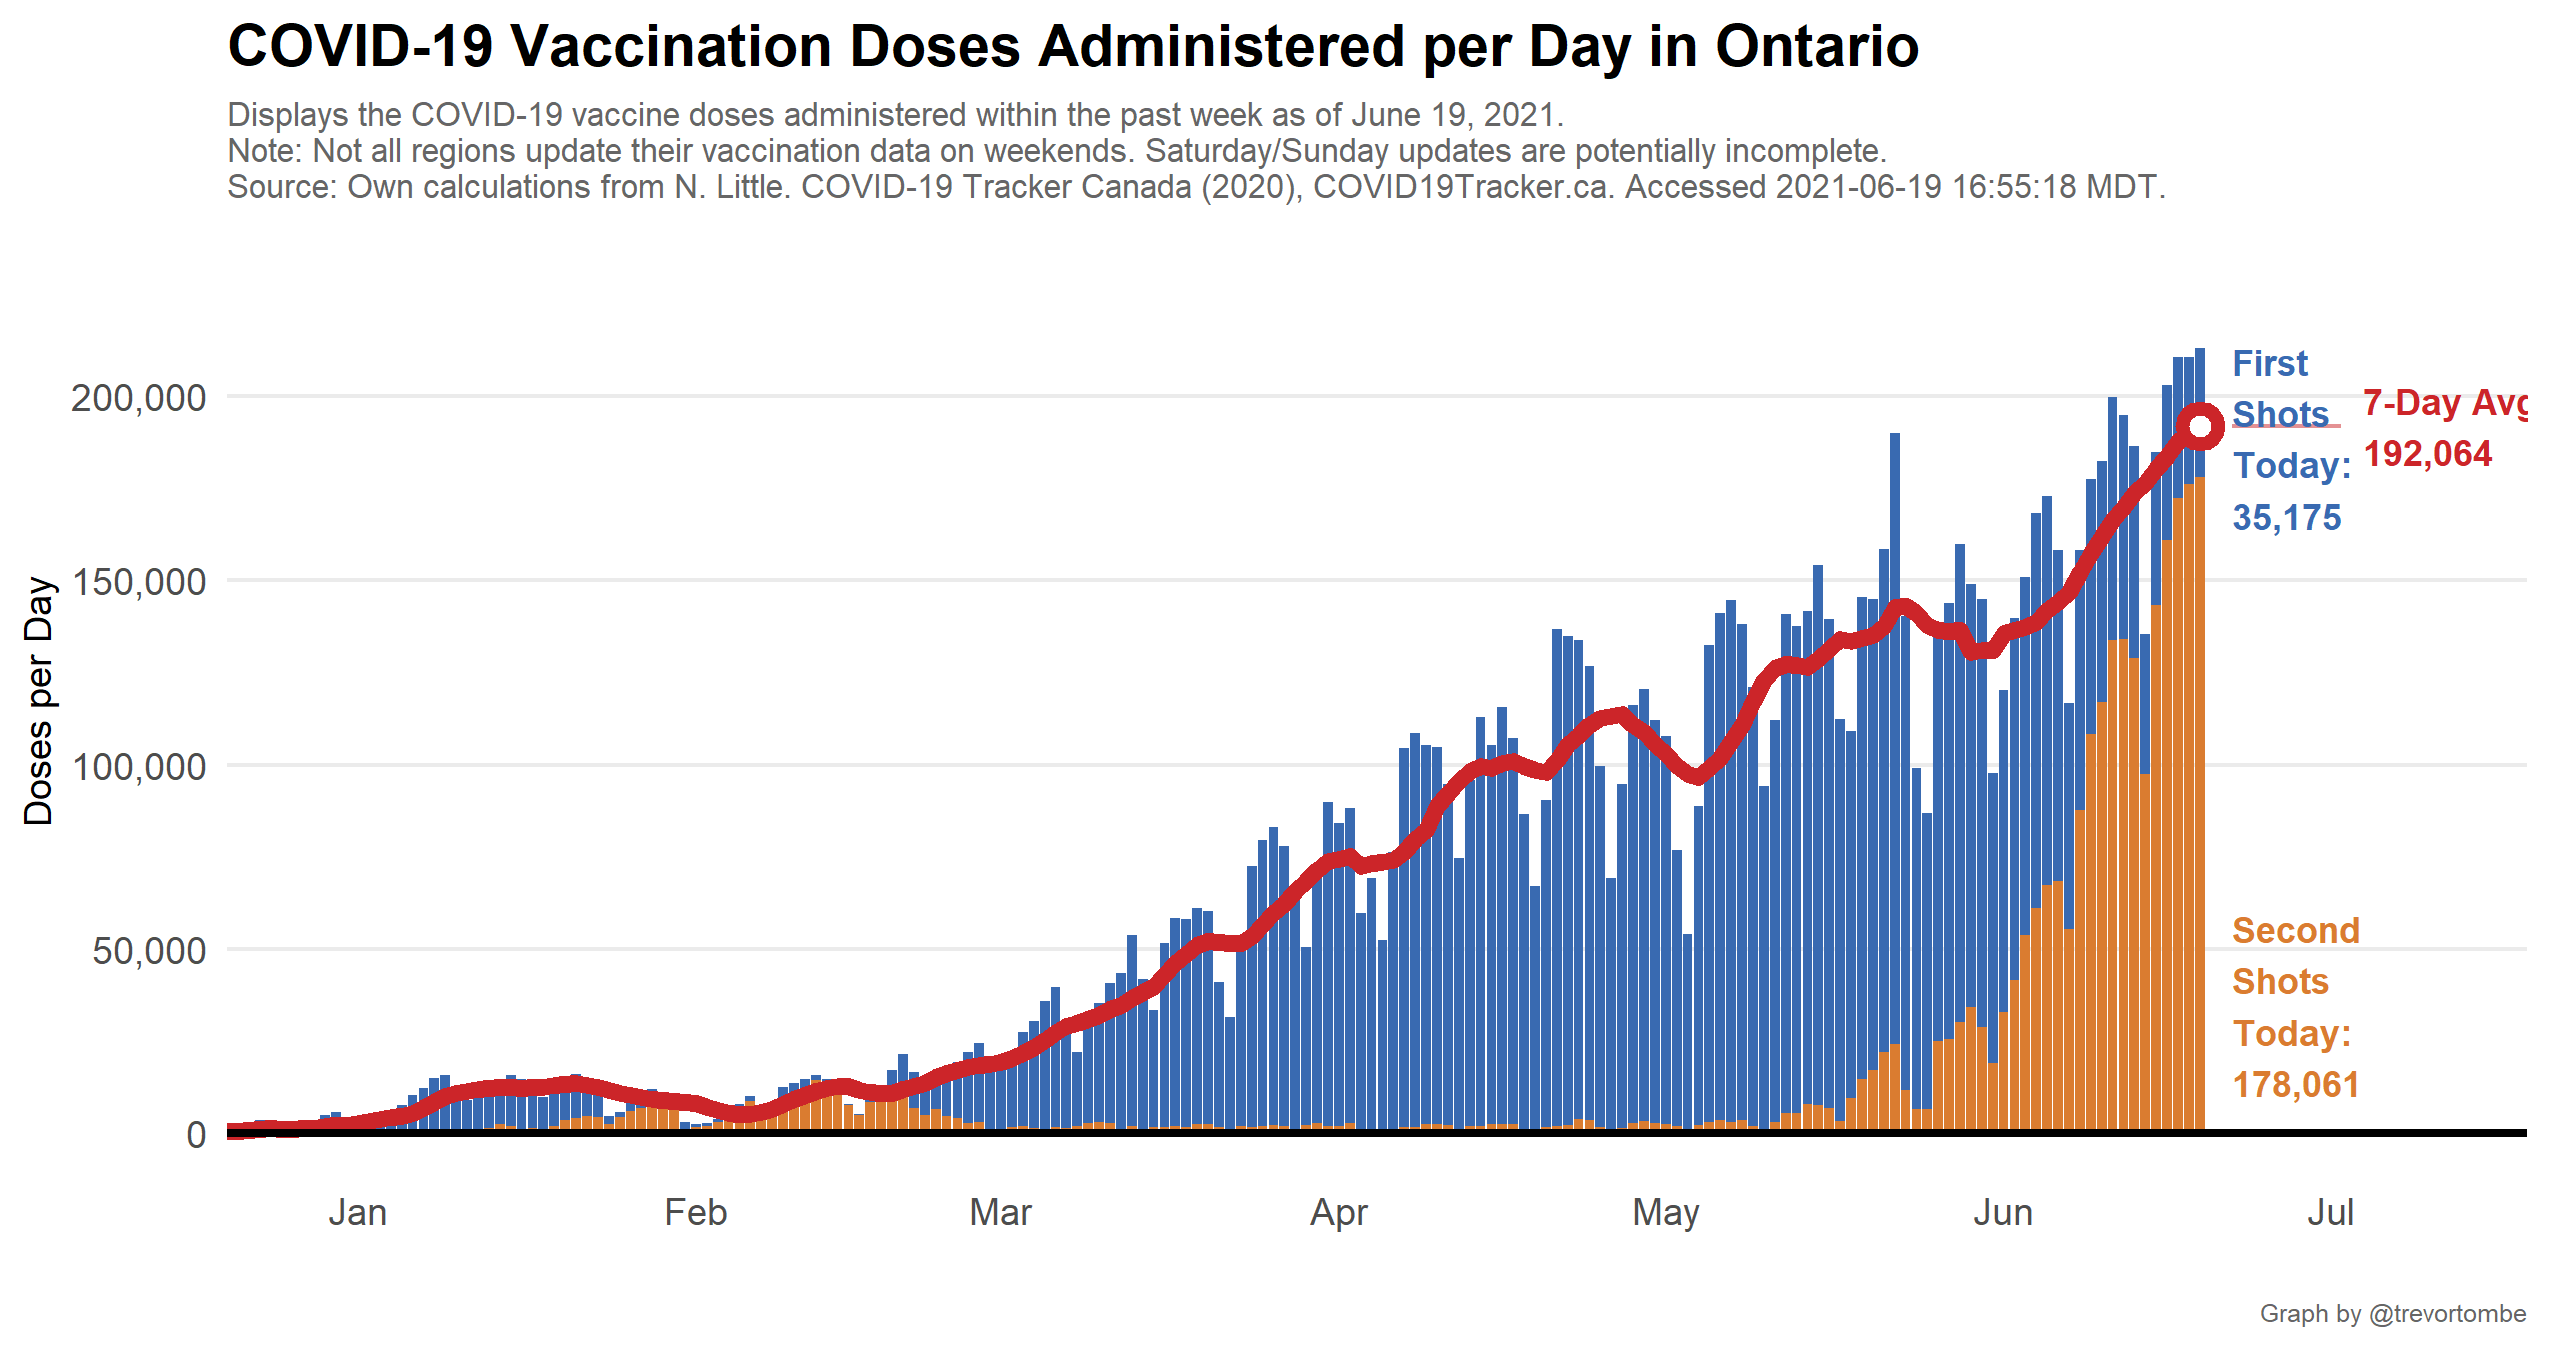 COVID-19 Vaccination Doses Administered per Day in Ontario
Displays the COVID-19 vaccine doses administered within the past week as of June 19, 2021.
Note: Not all regions update their vaccination data on weekends. Saturday/Sunday updates are potentially incomplete.
Source: Own calculations from N. Little. COVID-19 Tracker Canada (2020), COVID19Tracker.ca. Accessed 2021-06-19 16:55:18 MDT.
Doses per Day
200,000
150,000
100,000
50,000
0
First
Shots
Today:
35,175
7-Day Avg
192,064
Second
Shots
Today:
178,061
Jan
Feb
Mar
Apr
May
Jun
Jul
Graph by @trevortombe